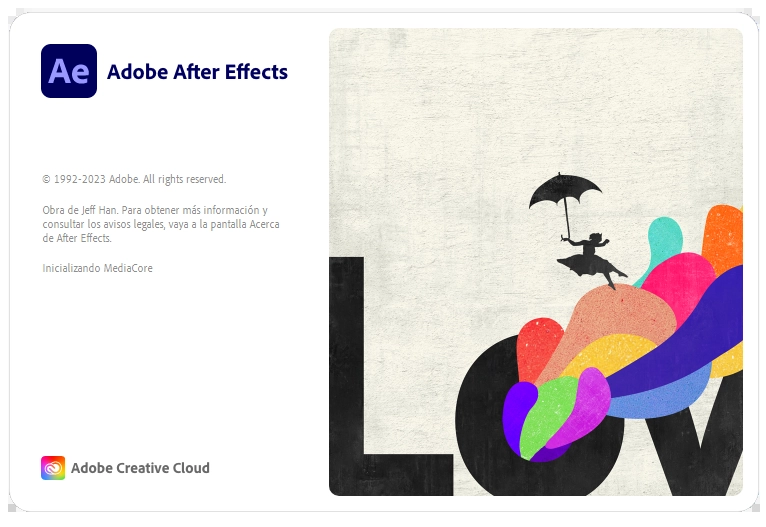 Ae Adobe After Effects
© 1992-2023 Adobe. All rights reserved.
Obra de Jeff Han. Para obtener más información y
consultar los avisos legales, vaya a la pantalla Acerca
de After Effects.
Inicializando MediaCore
LOV
Adobe Creative Cloud